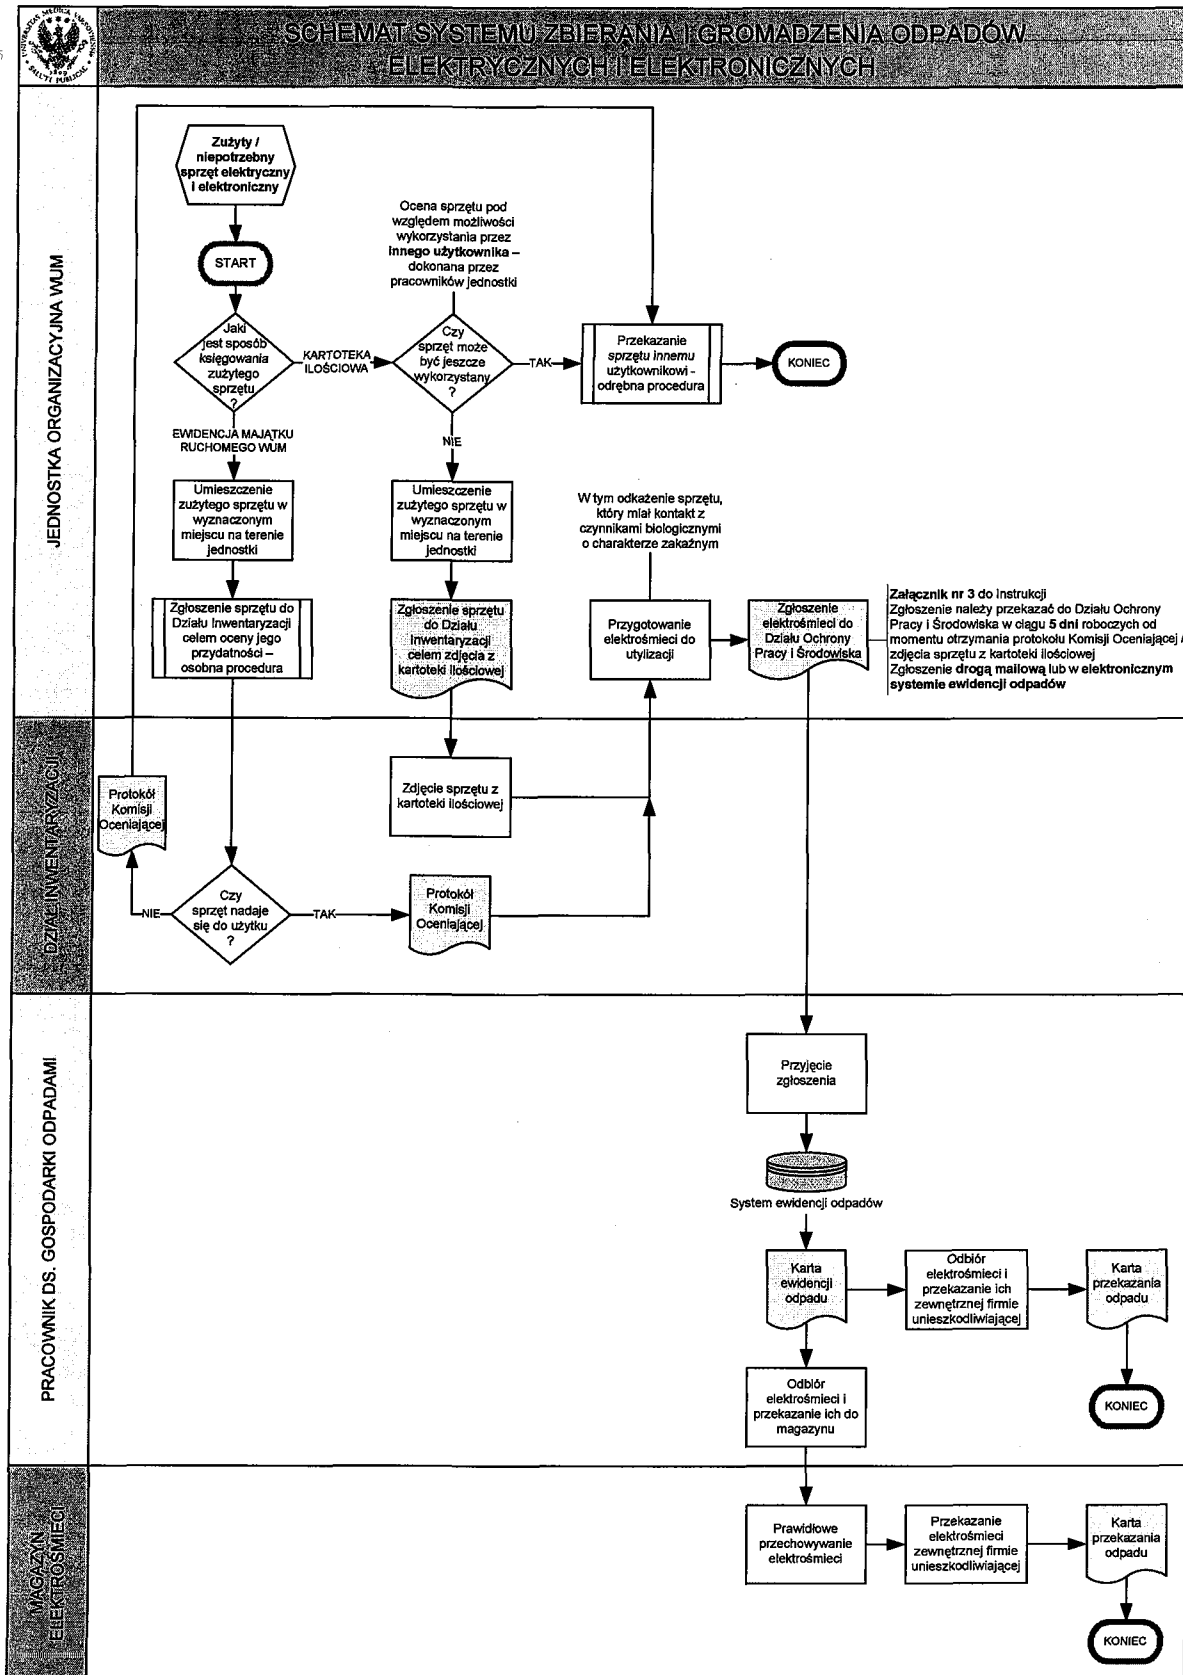 SCHEMAT SYSTEMU ZBIERANIA I GROMADZENIA ODPADÓW
ELEKTRYCZNYCH I ELEKTRONICZNYCH
JEDNOSTKA ORGANIZACYJNA WUM
Zużyty /
niepotrzebny
sprzęt elektryczny
i elektroniczny
START
Ocena sprzętu pod
względem możliwości
wykorzystania przez
innego użytkownika –
dokonana przez
pracowników jednostki
Jaki
jest sposób
księgowania
zużytego
sprzętu
?
KARTOTEKA
ILOŚCIOWA
Czy
sprzęt może
być jeszcze
wykorzystany
?
TAK
Przekazanie
sprzętu innemu
użytkownikowi -
odrębna procedura
KONIEC
EWIDENCJA MAJĄTKU
RUCHOMEGO WUM
NIE
Umieszczenie
zużytego sprzętu w
wyznaczonym
miejscu na terenie
jednostki
Umieszczenie
zużytego sprzętu w
wyznaczonym
miejscu na terenie
jednostki
W tym odkażenie sprzętu,
który miał kontakt z
czynnikami biologicznymi
o charakterze zakaźnym
Zgłoszenie sprzętu do
Działu Inwentaryzacji
celem oceny jego
przydatności –
osobna procedura
Zgłoszenie sprzętu
do Działu
Inwentaryzacji
celem zdjęcia z
kartoteki ilościowej
Przygotowanie
elektrośmieci do
utylizacji
Zgłoszenie
elektrośmieci do
Działu Ochrony
Pracy i Środowiska
Załącznik nr 3 do Instrukcji
Zgłoszenie należy przekazać do Działu Ochrony
Pracy i Środowiska w ciągu 5 dni roboczych od
momentu otrzymania protokołu Komisji Oceniającej /
zdjęcia sprzętu z kartoteki ilościowej
Zgłoszenie drogą mailową lub w elektronicznym
systemie ewidencji odpadów
DZIAŁ INWENTARYZACJI
Protokół
Komisji
Oceniającej
Zdjęcie sprzętu z
kartoteki ilościowej
NIE
Czy
sprzęt nadaje
się do użytku
?
TAK
Protokół
Komisji
Oceniającej
PRACOWNIK DS. GOSPODARKI ODPADAMI
Przyjęcie
zgłoszenia
System ewidencji odpadów
Karta
ewidencji
odpadu
Odbiór
elektrośmieci i
przekazanie ich
zewnętrznej firmie
unieszkodliwiającej
Karta
przekazania
odpadu
Odbiór
elektrośmieci i
przekazanie ich do
magazynu
KONIEC
MAGAZYN
ELEKTROŚMIECI
Prawidłowe
przechowywanie
elektrośmieci
Przekazanie
elektrośmieci
zewnętrznej firmie
unieszkodliwiającej
Karta
przekazania
odpadu
KONIEC